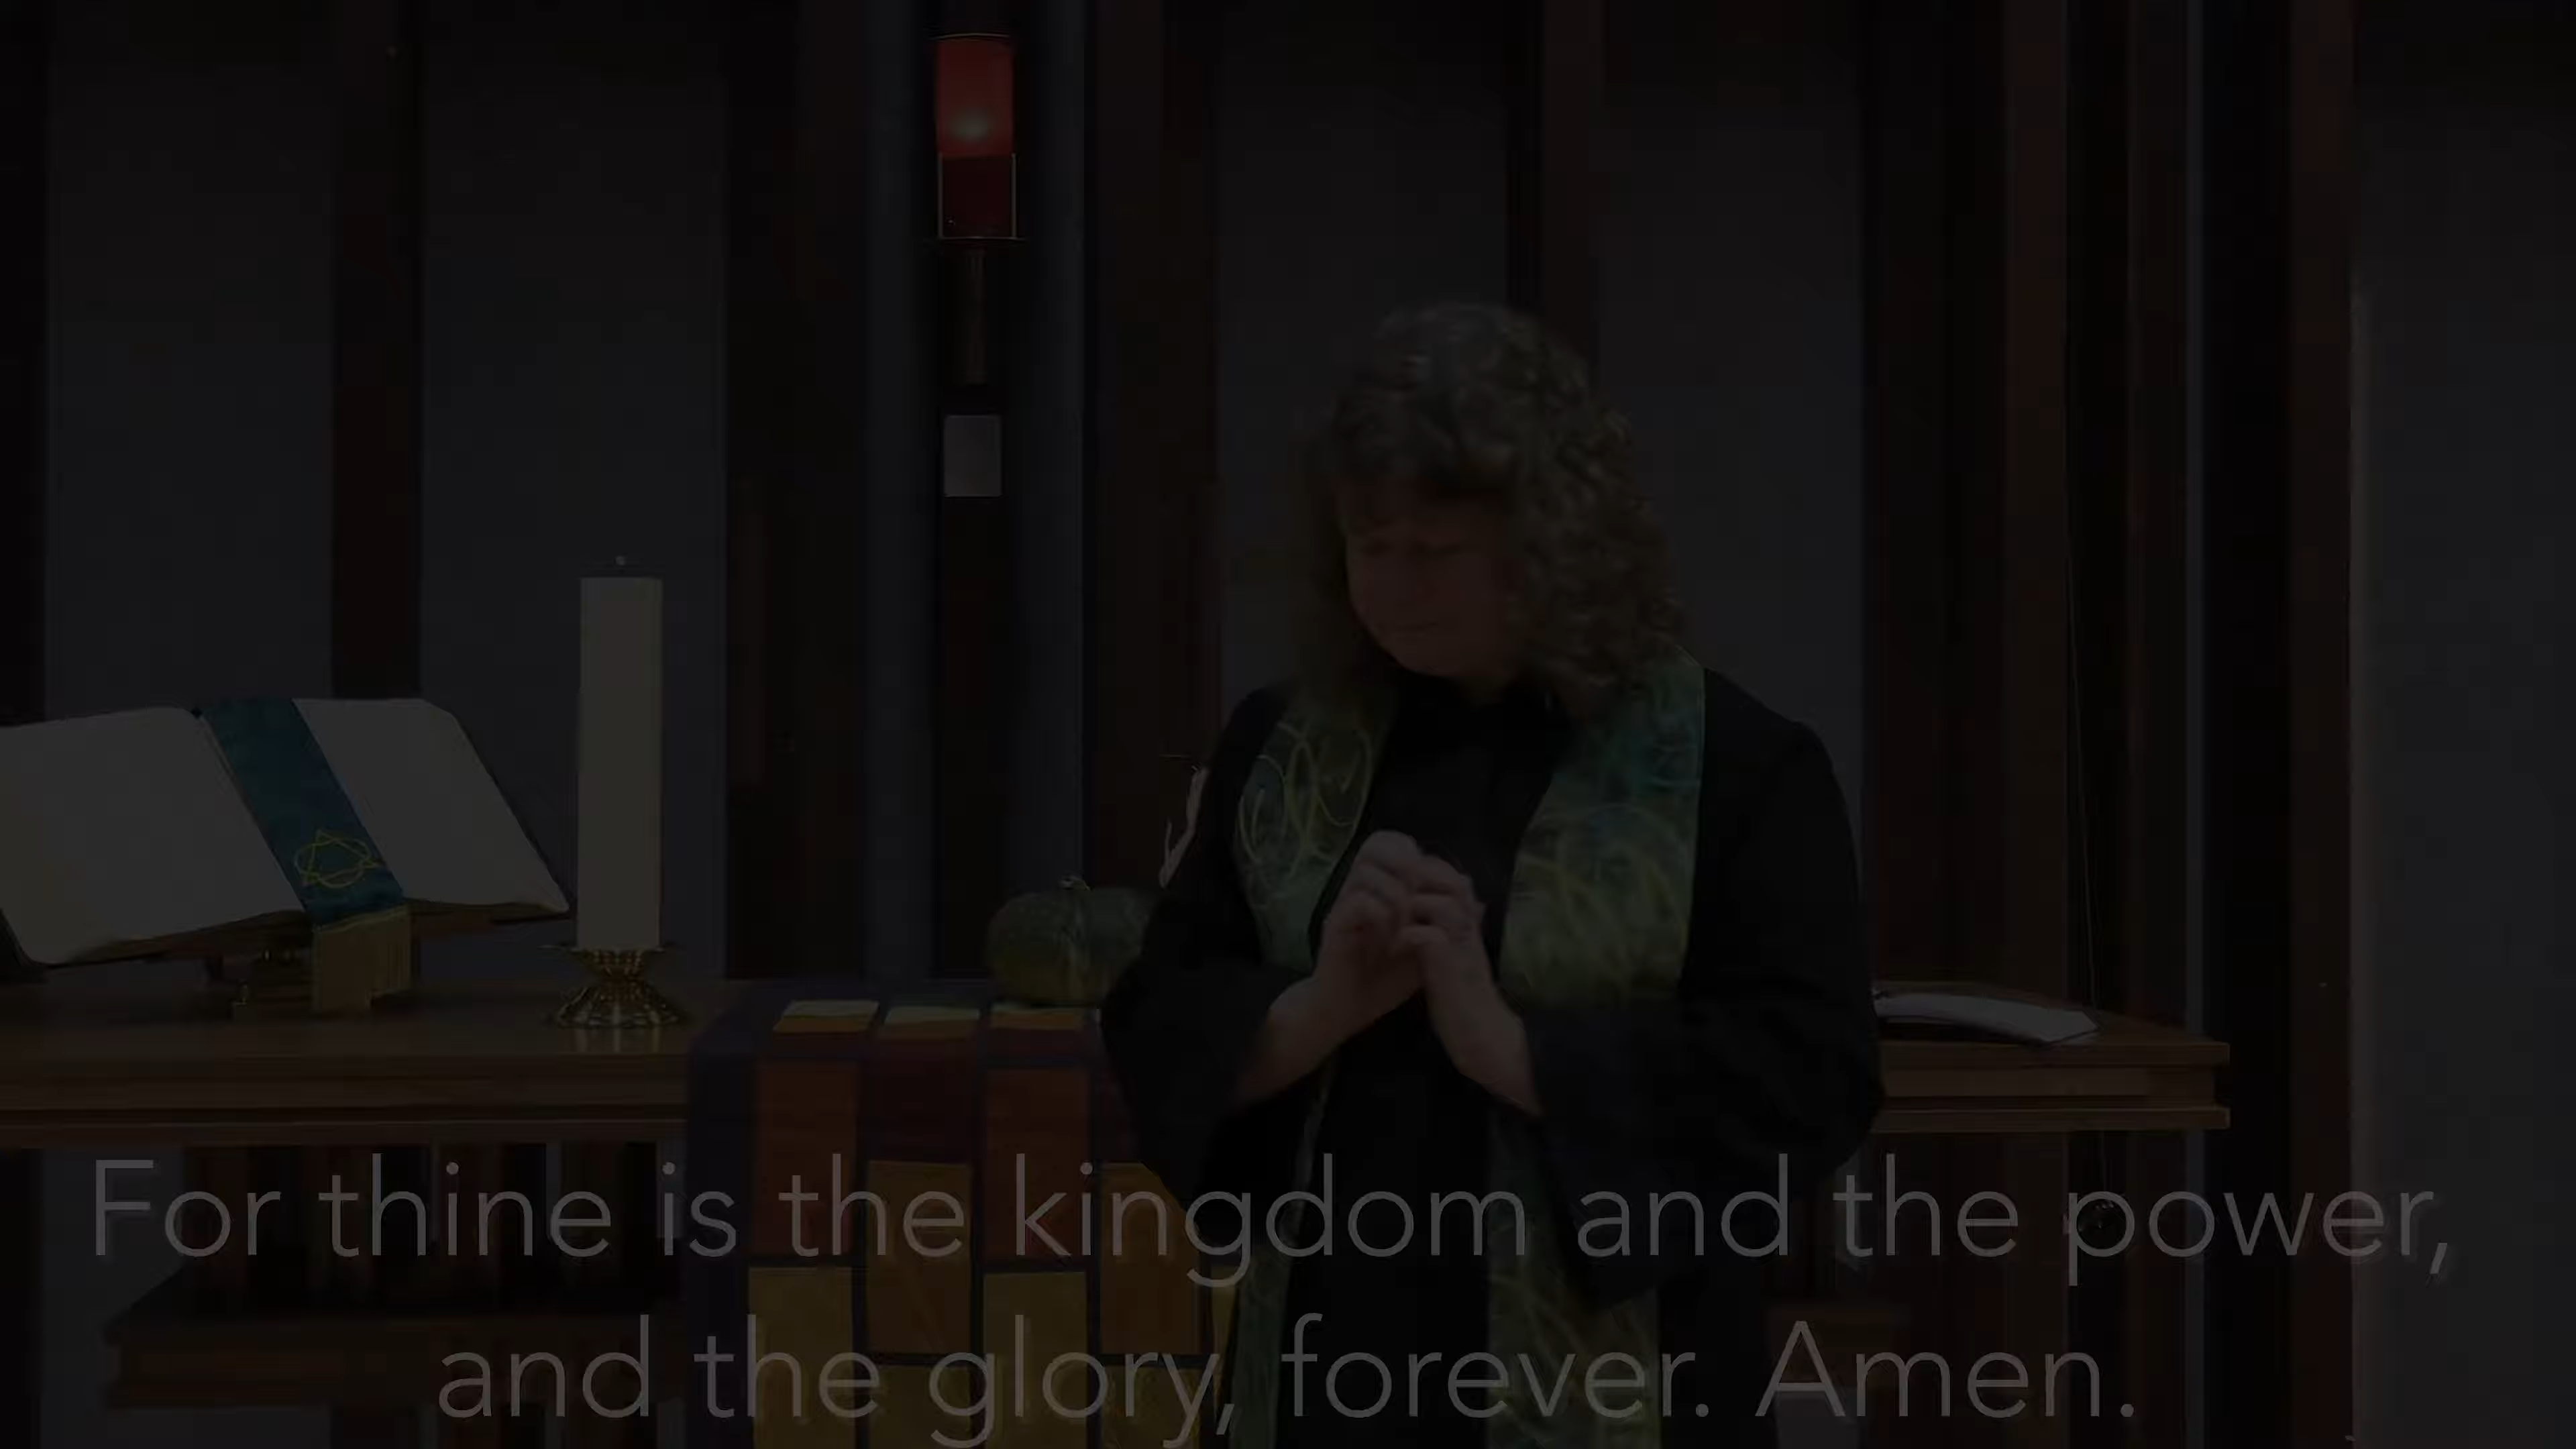 For thine is the kingdom and the power,
and the glory, forever. Amen.